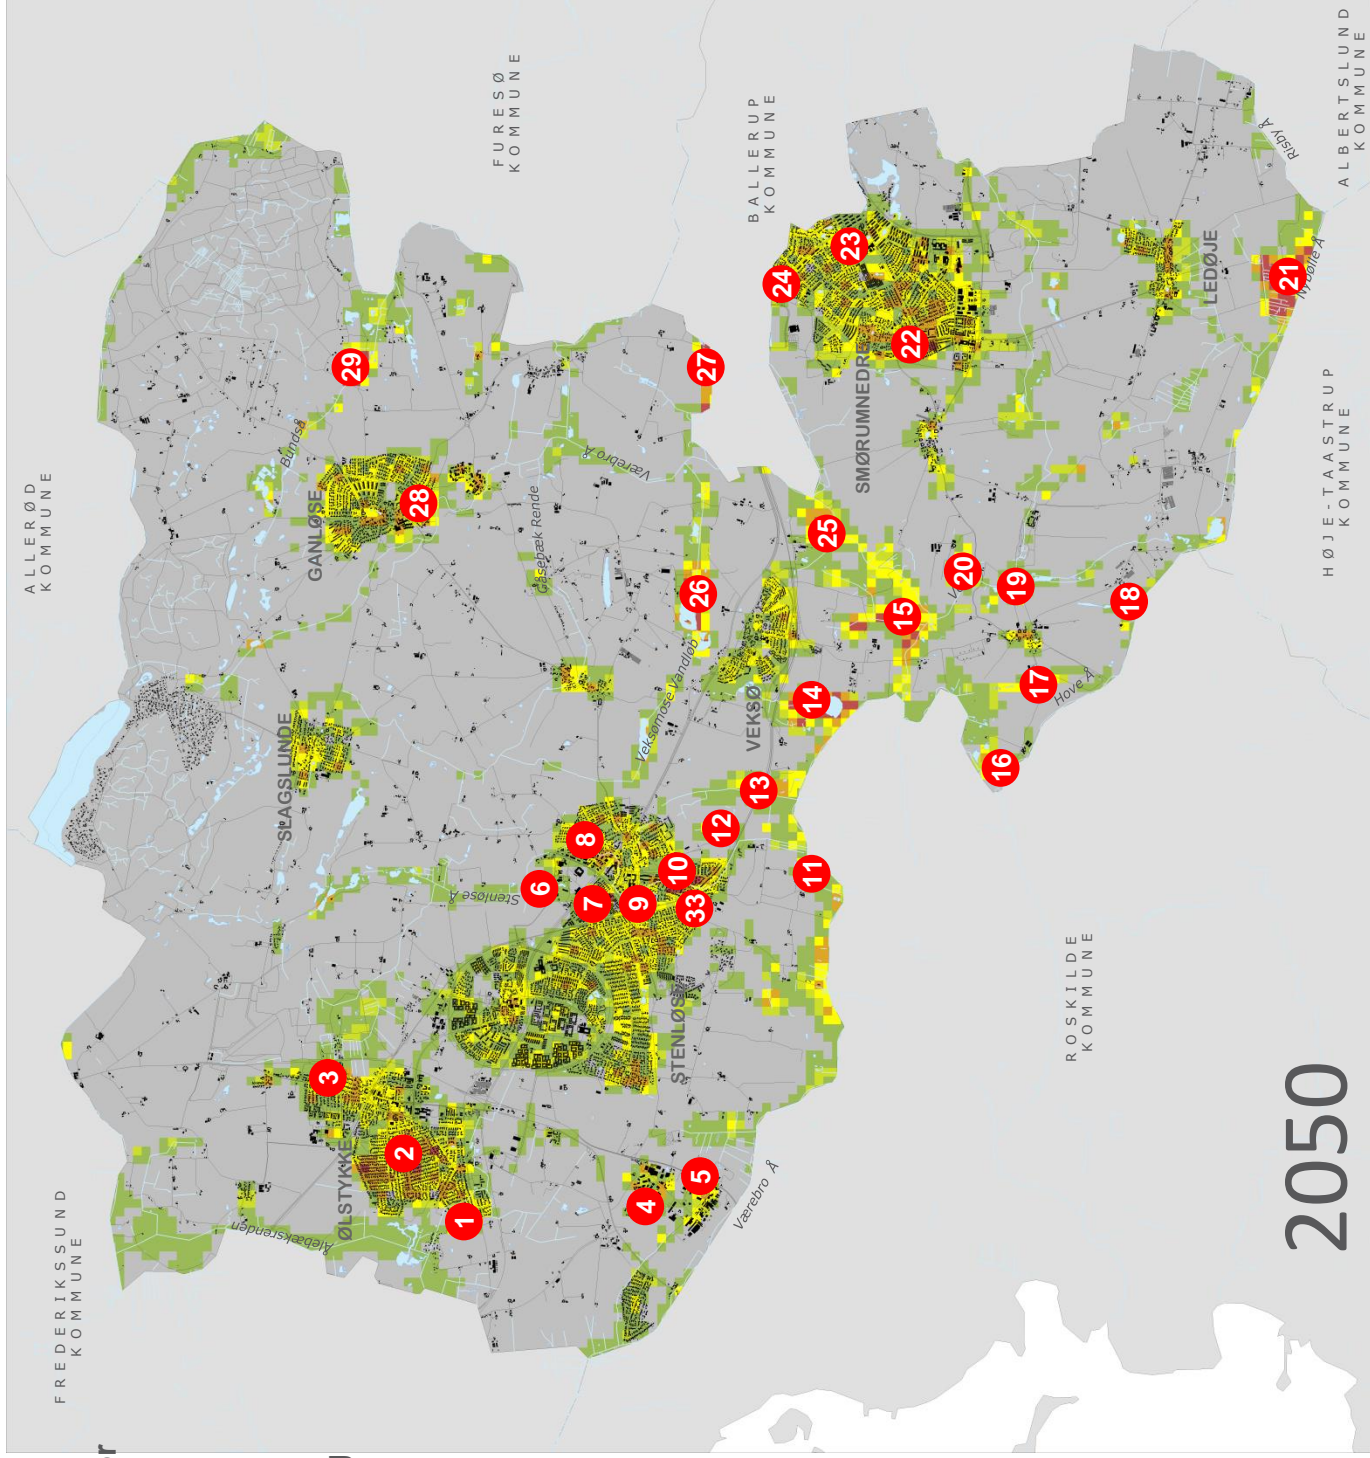 FREDERIKSSUND
KOMMUNE
ALLERØD
KOMMUNE
FURESØ
KOMMUNE
BALLERUP
KOMMUNE
ALBERTSLUND
KOMMUNE
HØJE-TAASTRUP
KOMMUNE
ROSKILDE
KOMMUNE
ØLSTYKKE
SLAGSLUNDE
GANLØSE
STENLØSE
VEKSØ
SMØRUMNEDRE
LEDØJE
Ålebæksrenden
Stenløse Å
Bundså
Gåsebæk Rende
Værebro Å
Veksømose Vandløb
Værebro Å
Hove Å
Nybølle Å
Risby Å
1
2
3
4
5
6
7
8
9
10
33
11
12
13
14
15
16
17
18
19
20
21
22
23
24
25
26
27
28
29
2050